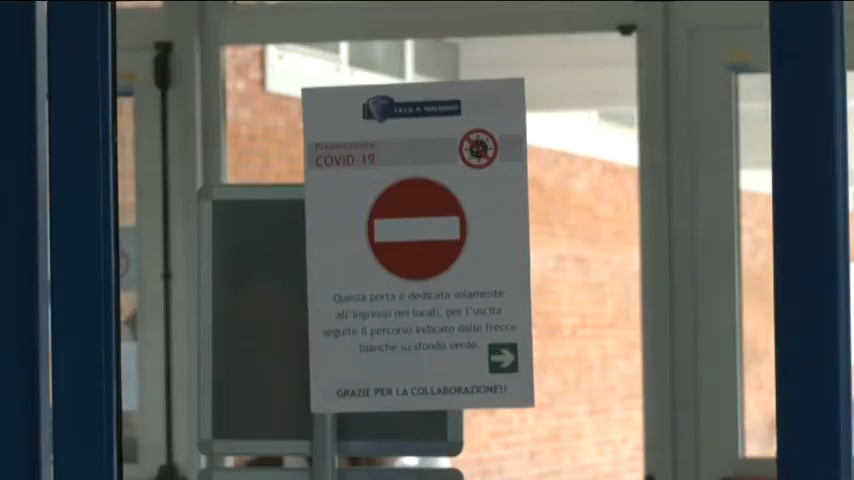 Prevenzione
COVID-19
Questa porta è dedicata solamente
all'ingresso nei locali, per l'uscita
seguite il percorso indicato dalle frecce
bianche su sfondo verde.
GRAZIE PER LA COLLABORAZIONE!!